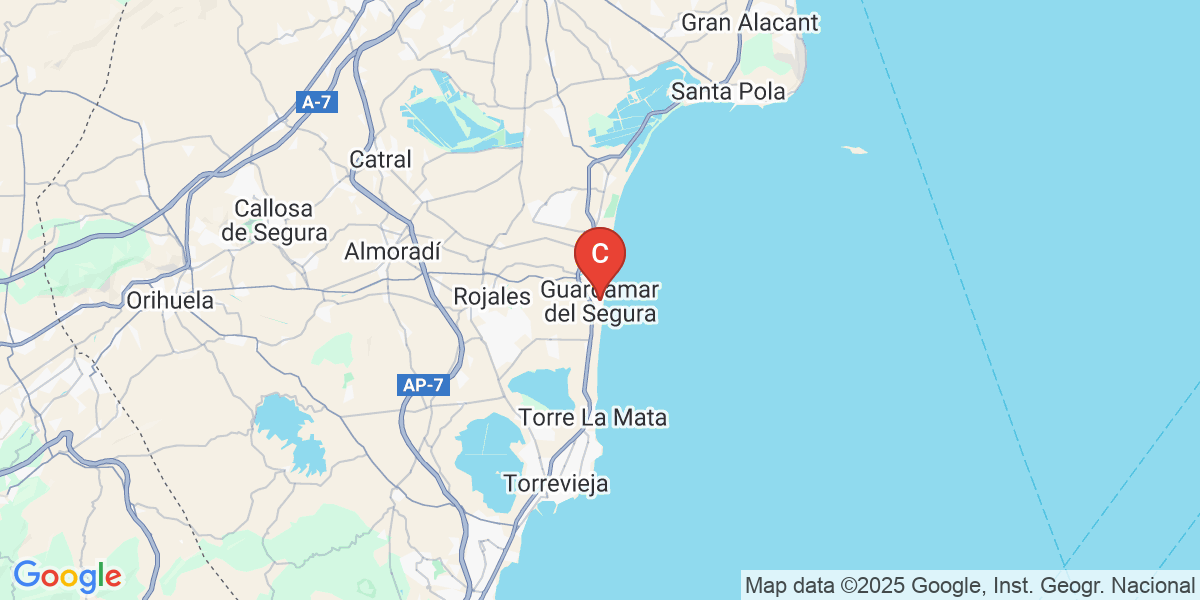 Gran Alacant
Santa Pola
A-7
Catral
Callosa
de Segura
Almoradí
C
Orihuela
Rojales
Guardamar
del Segura
AP-7
Torre La Mata
Torrevieja
Google
Map data ©2025 Google, Inst. Geogr. Nacional